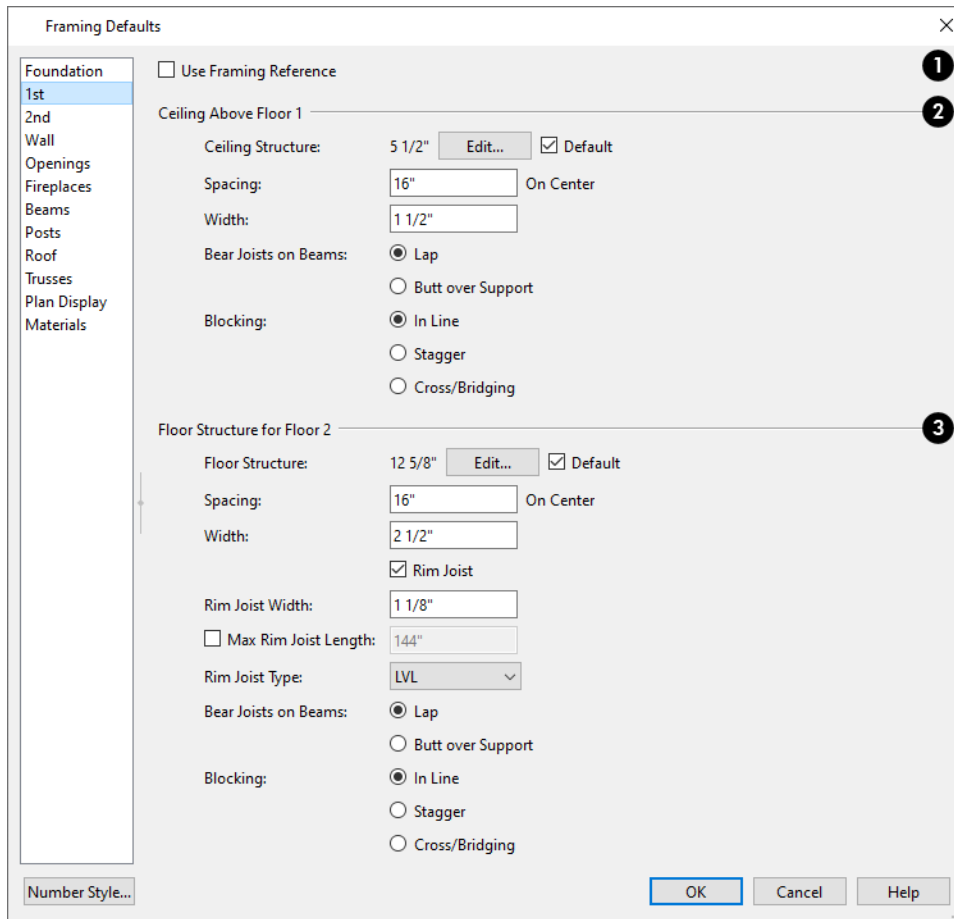 Framing Defaults
Foundation
1st
2nd
Wall
Openings
Fireplaces
Beams
Posts
Roof
Trusses
Plan Display
Materials
Use Framing Reference
1
Ceiling Above Floor 1
2
Ceiling Structure: 5 1/2" Edit... Default
Spacing: 16" On Center
Width: 1 1/2"
Bear Joists on Beams: Lap
Butt over Support
Blocking: In Line
Stagger
Cross/Bridging
Floor Structure for Floor 2
3
Floor Structure: 12 5/8" Edit... Default
Spacing: 16" On Center
Width: 2 1/2"
Rim Joist
Rim Joist Width: 1 1/8"
Max Rim Joist Length: 144"
Rim Joist Type: LVL
Bear Joists on Beams: Lap
Butt over Support
Blocking: In Line
Stagger
Cross/Bridging
Number Style... OK Cancel Help